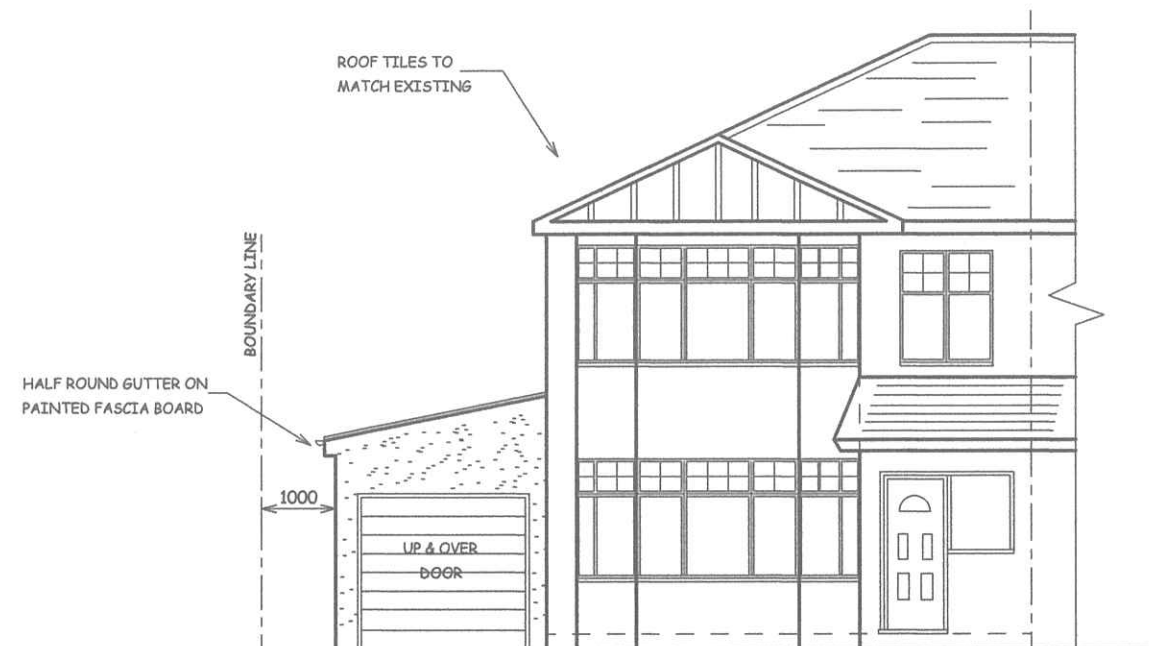 ROOF TILES TO
MATCH EXISTING
BOUNDARY LINE
HALF ROUND GUTTER ON
PAINTED FASCIA BOARD
1000
UP & OVER
DOOR